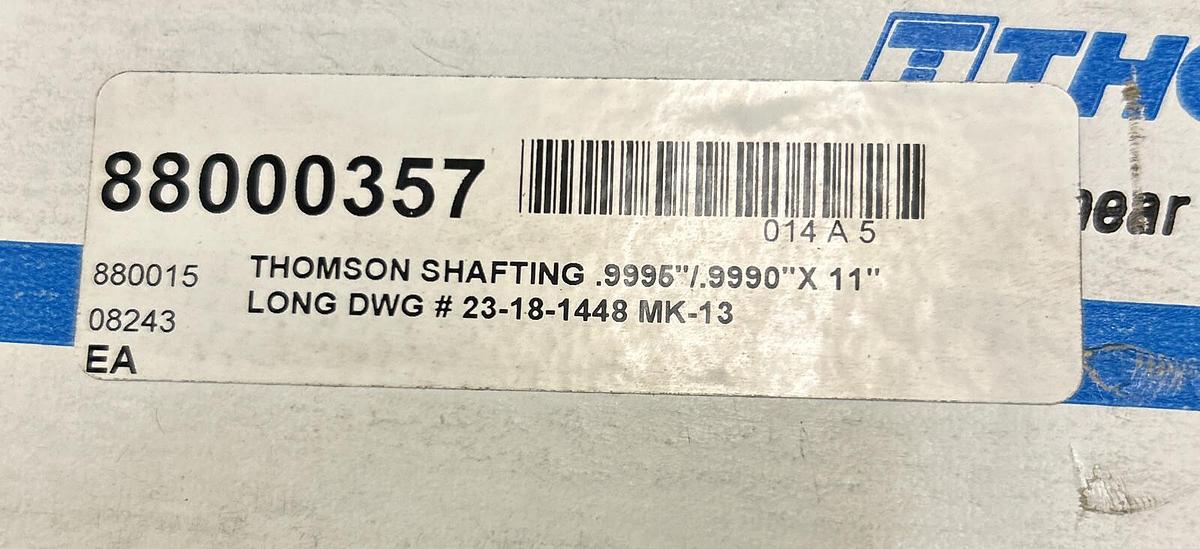 THO
near
88000357
014 A 5
880015
THOMSON SHAFTING .9995"/.9990"X 11"
LONG DWG # 23-18-1448 MK-13
08243
EA